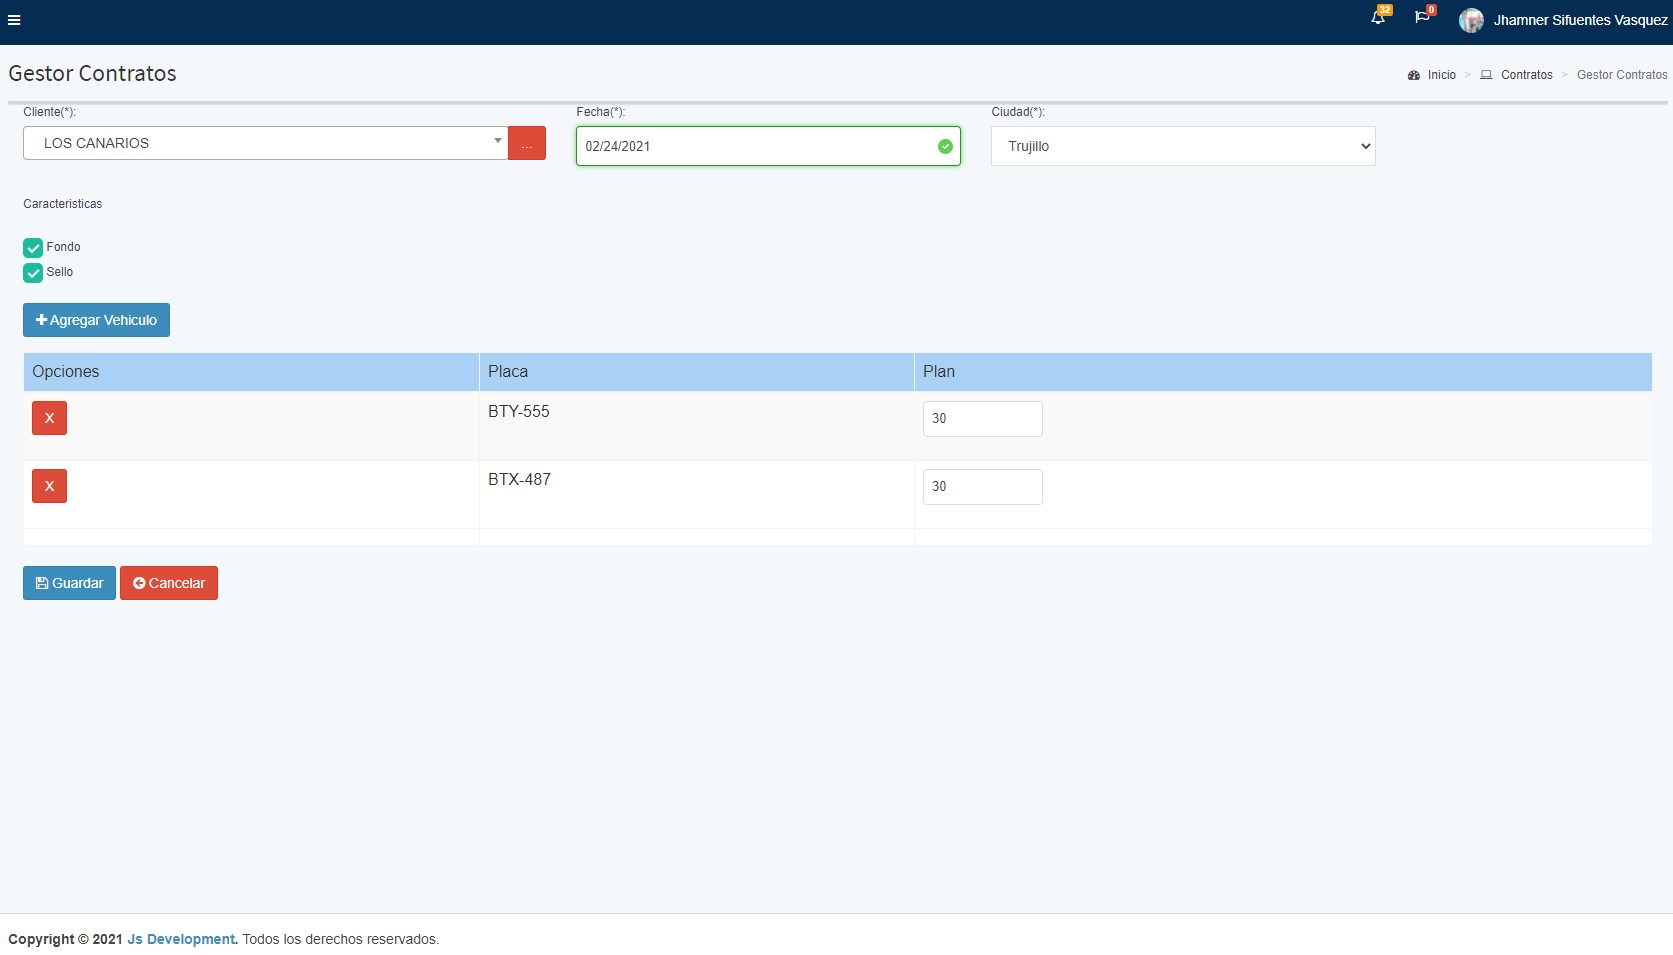 32
0
Jhamner Sifuentes Vasquez
Gestor Contratos
Inicio > Contratos > Gestor Contratos
Cliente(*):
Fecha(*):
Ciudad(*):
LOS CANARIOS
...
02/24/2021
Trujillo
Caracteristicas
Fondo
Sello
Agregar Vehiculo
Opciones
Placa
Plan
X
BTY-555
30
X
BTX-487
30
Guardar
Cancelar
Copyright © 2021 Js Development. Todos los derechos reservados.